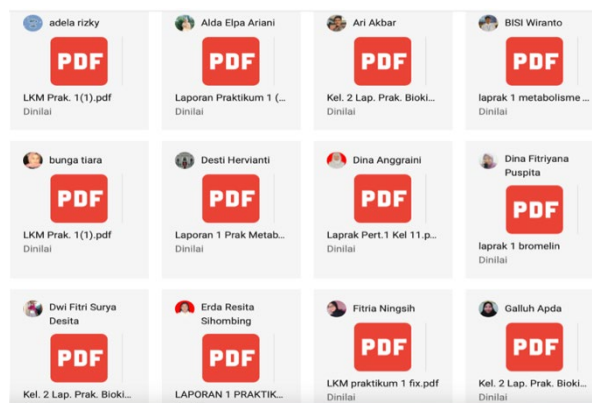 adela rizky
PDF
LKM Prak. 1(1).pdf
Dinilai
Alda Elpa Ariani
PDF
Laporan Praktikum 1 (...
Dinilai
Ari Akbar
PDF
Kel. 2 Lap. Prak. Bioki...
Dinilai
BISI Wiranto
PDF
laprak 1 metabolisme ...
Dinilai
bunga tiara
PDF
LKM Prak. 1(1).pdf
Dinilai
Desti Hervianti
PDF
Laporan 1 Prak Metab...
Dinilai
Dina Anggraini
PDF
Laprak Pert.1 Kel 11.p...
Dinilai
Dina Fitriyana
Puspita
PDF
laprak 1 bromelin
Dinilai
Dwi Fitri Surya
Desita
PDF
Kel. 2 Lap. Prak. Bioki...
Erda Resita
Sihombing
PDF
LAPORAN 1 PRAKTIK...
Fitria Ningsih
PDF
LKM praktikum 1 fix.pdf
Dinilai
Galluh Apda
PDF
Kel. 2 Lap. Prak. Bioki...
Dinilai